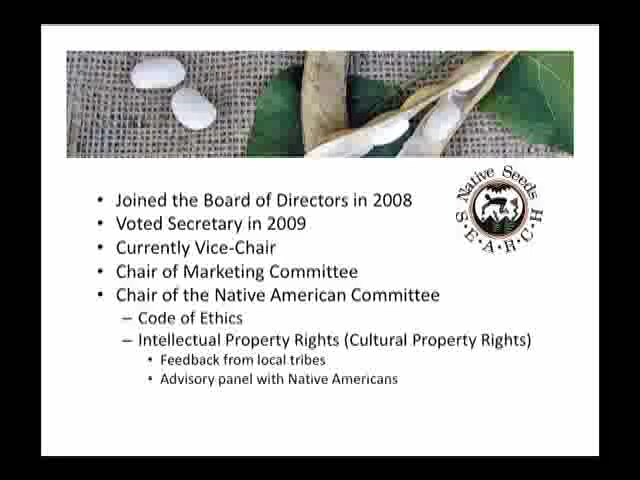 Native Seeds
S·E·A·R·C·H
• Joined the Board of Directors in 2008
• Voted Secretary in 2009
• Currently Vice-Chair
• Chair of Marketing Committee
• Chair of the Native American Committee
– Code of Ethics
– Intellectual Property Rights (Cultural Property Rights)
• Feedback from local tribes
• Advisory panel with Native Americans